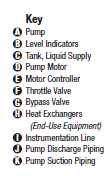 Key
A Pump
B Level Indicators
C Tank, Liquid Supply
D Pump Motor
E Motor Controller
F Throttle Valve
G Bypass Valve
H Heat Exchangers
(End-Use Equipment)
I Instrumentation Line
J Pump Discharge Piping
K Pump Suction Piping